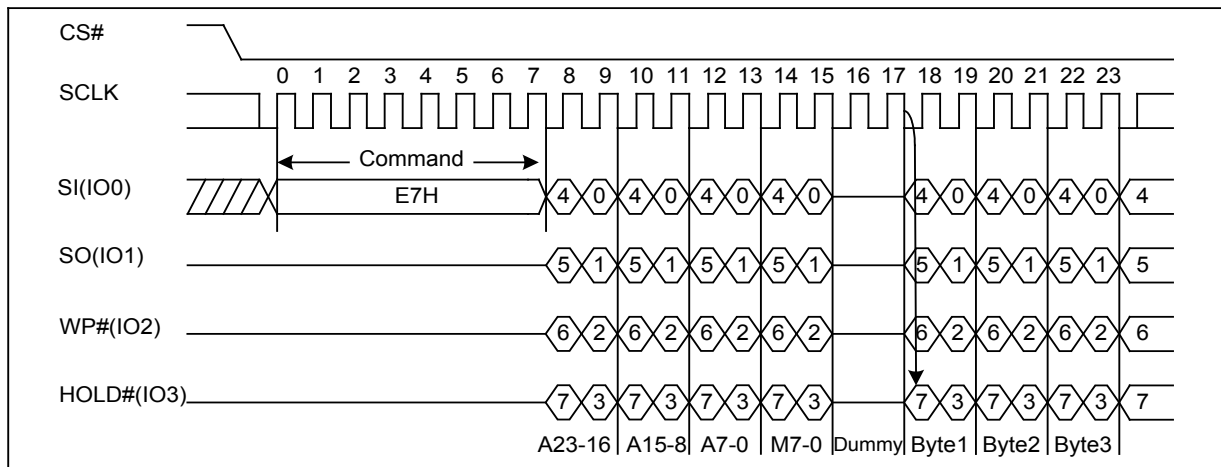 CS#
0 1 2 3 4 5 6 7 8 9 10 11 12 13 14 15 16 17 18 19 20 21 22 23
SCLK
Command
SI(IO0) E7H 4 0 4 0 4 0 4 0 4 0 4 0 4 0 4
SO(IO1) 5 1 5 1 5 1 5 1 5 1 5 1 5 1 5
WP#(IO2) 6 2 6 2 6 2 6 2 6 2 6 2 6 2 6
HOLD#(IO3) 7 3 7 3 7 3 7 3 7 3 7 3 7 3 7
A23-16 A15-8 A7-0 M7-0 Dummy Byte1 Byte2 Byte3